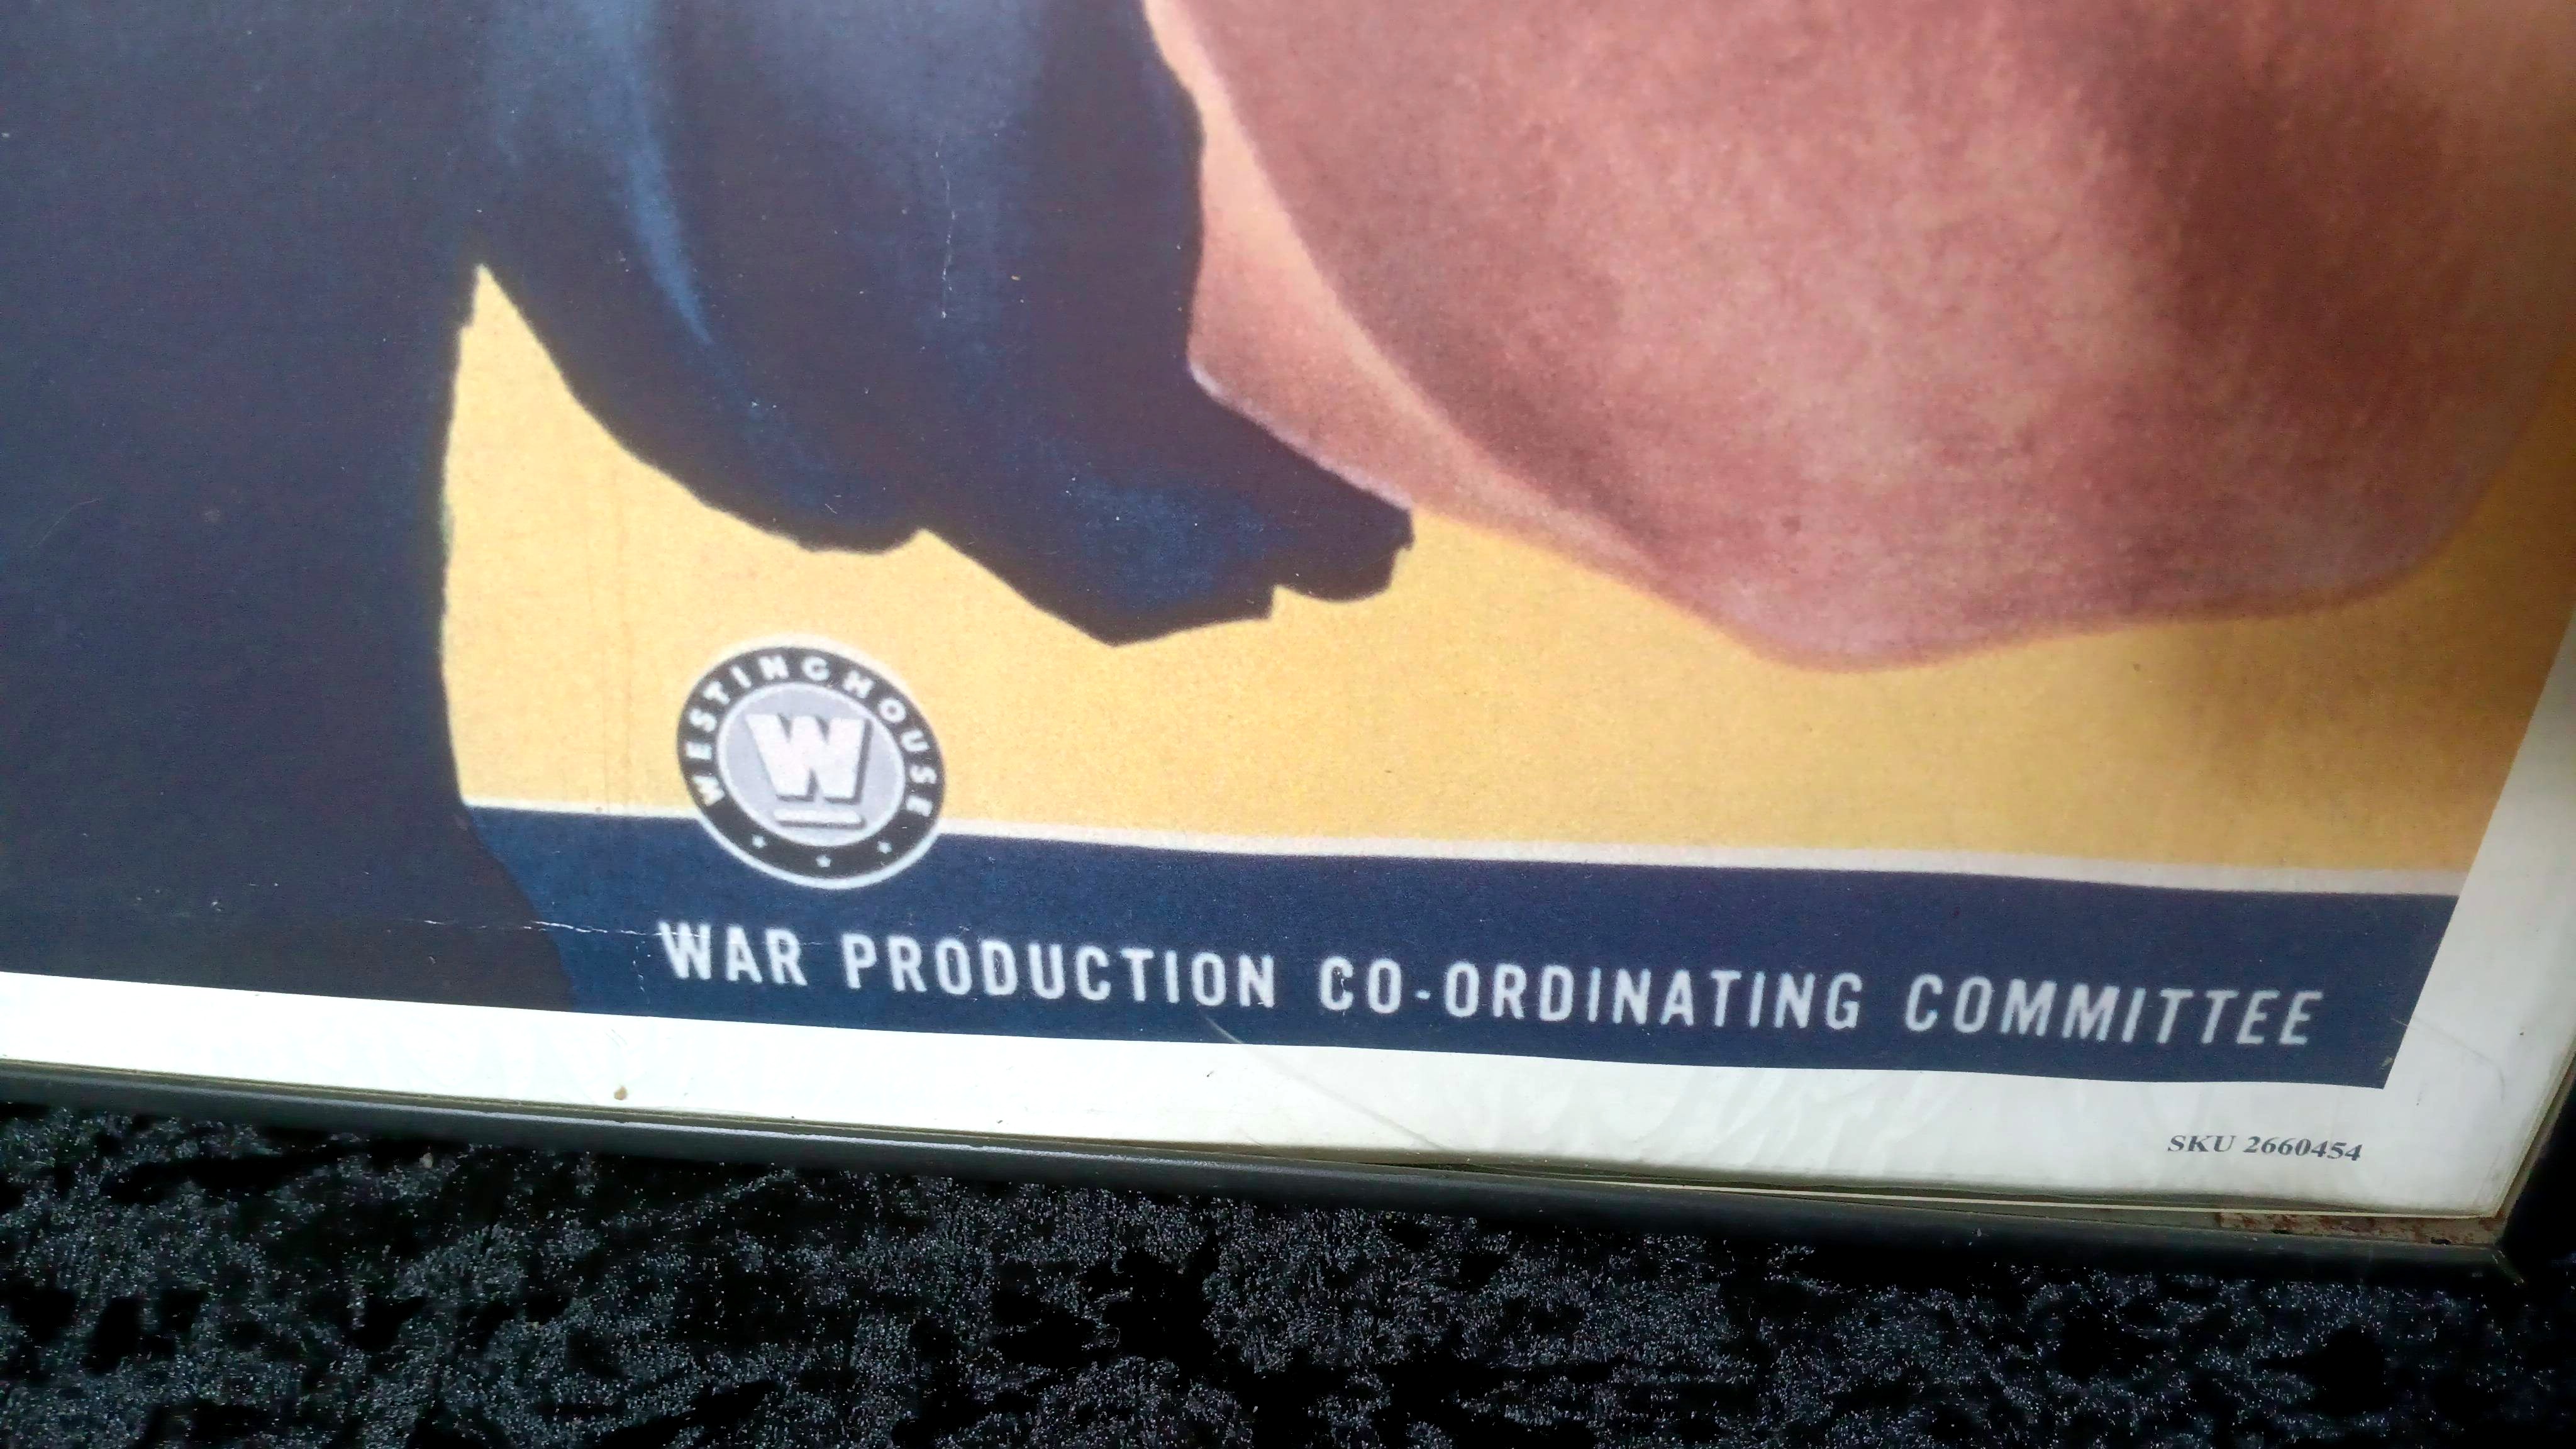 WESTINGHOUSE
W
WAR PRODUCTION CO-ORDINATING COMMITTEE
SKU 2660454